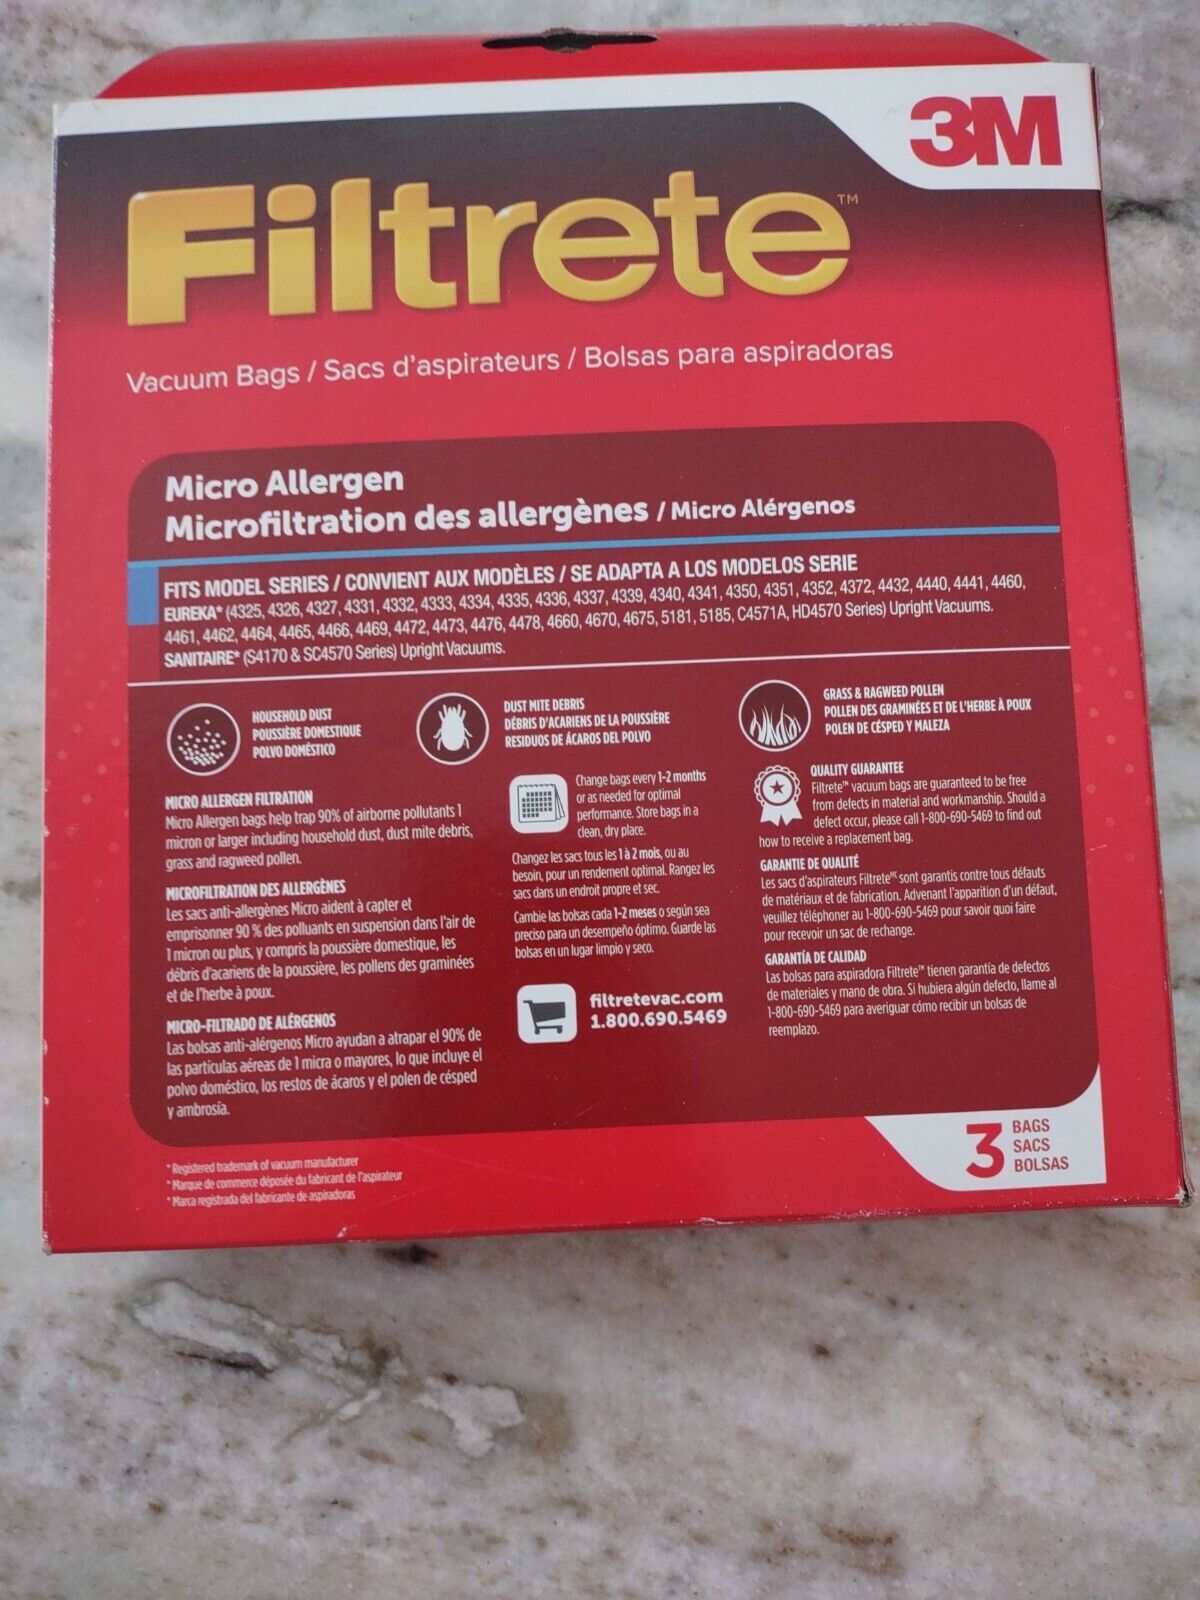 3M
Filtrete™
Vacuum Bags / Sacs d'aspirateurs / Bolsas para aspiradoras
Micro Allergen
Microfiltration des allergènes / Micro Alérgenos
FITS MODEL SERIES / CONVIENT AUX MODÈLES / SE ADAPTA A LOS MODELOS SERIE
EUREKA* (4325, 4326, 4327, 4331, 4332, 4333, 4334, 4335, 4336, 4337, 4339, 4340, 4341, 4350, 4351, 4352, 4372, 4432, 4440, 4441, 4460,
4461, 4462, 4464, 4465, 4466, 4469, 4472, 4473, 4476, 4478, 4660, 4670, 4675, 5181, 5185, C4571A, HD4570 Series) Upright Vacuums.
SANITAIRE* (S4170 & SC4570 Series) Upright Vacuums.
HOUSEHOLD DUST
POUSSIÈRE DOMESTIQUE
POLVO DOMÉSTICO
DUST MITE DEBRIS
DÉBRIS D'ACARIENS DE LA POUSSIÈRE
RESIDUOS DE ÁCAROS DEL POLVO
GRASS & RAGWEED POLLEN
POLLEN DES GRAMINÉES ET DE L'HERBE À POUX
POLEN DE CÉSPED Y MALEZA
MICRO ALLERGEN FILTRATION
Micro Allergen bags help trap 90% of airborne pollutants 1
micron or larger including household dust, dust mite debris,
grass and ragweed pollen.
MICROFILTRATION DES ALLERGÈNES
Les sacs anti-allergènes Micro aident à capter et
emprisonner 90 % des polluants en suspension dans l'air de
1 micron ou plus, y compris la poussière domestique, les
débris d'acariens de la poussière, les pollens des graminées
et de l'herbe à poux.
MICRO-FILTRADO DE ALÉRGENOS
Las bolsas anti-alérgenos Micro ayudan a atrapar el 90% de
las partículas aéreas de 1 micra o mayores, lo que incluye el
polvo doméstico, los restos de ácaros y el polen de césped
y ambrosía.
Change bags every 1-2 months
or as needed for optimal
performance. Store bags in a
clean, dry place.
Changez les sacs tous les 1 à 2 mois, ou au
besoin, pour un rendement optimal. Rangez les
sacs dans un endroit propre et sec.
Cambie las bolsas cada 1-2 meses o según sea
preciso para un desempeño óptimo. Guarde las
bolsas en un lugar limpio y seco.
filtretevac.com
1.800.690.5469
QUALITY GUARANTEE
Filtrete™ vacuum bags are guaranteed to be free
from defects in material and workmanship. Should a
defect occur, please call 1-800-690-5469 to find out
how to receive a replacement bag.
GARANTIE DE QUALITÉ
Les sacs d'aspirateurs Filtrete MC sont garantis contre tous défauts
de matériaux et de fabrication. Advenant l'apparition d'un défaut,
veuillez téléphoner au 1-800-690-5469 pour savoir quoi faire
pour recevoir un sac de rechange.
GARANTÍA DE CALIDAD
Las bolsas para aspiradora Filtrete™ tienen garantía de defectos
de materiales y mano de obra. Si hubiera algún defecto, llame al
1-800-690-5469 para averiguar cómo recibir un bolsas de
reemplazo.
3 BAGS
SACS
BOLSAS
* Registered trademark of vacuum manufacturer
* Marque de commerce déposée du fabricant de l'aspirateur
* Marca registrada del fabricante de aspiradoras